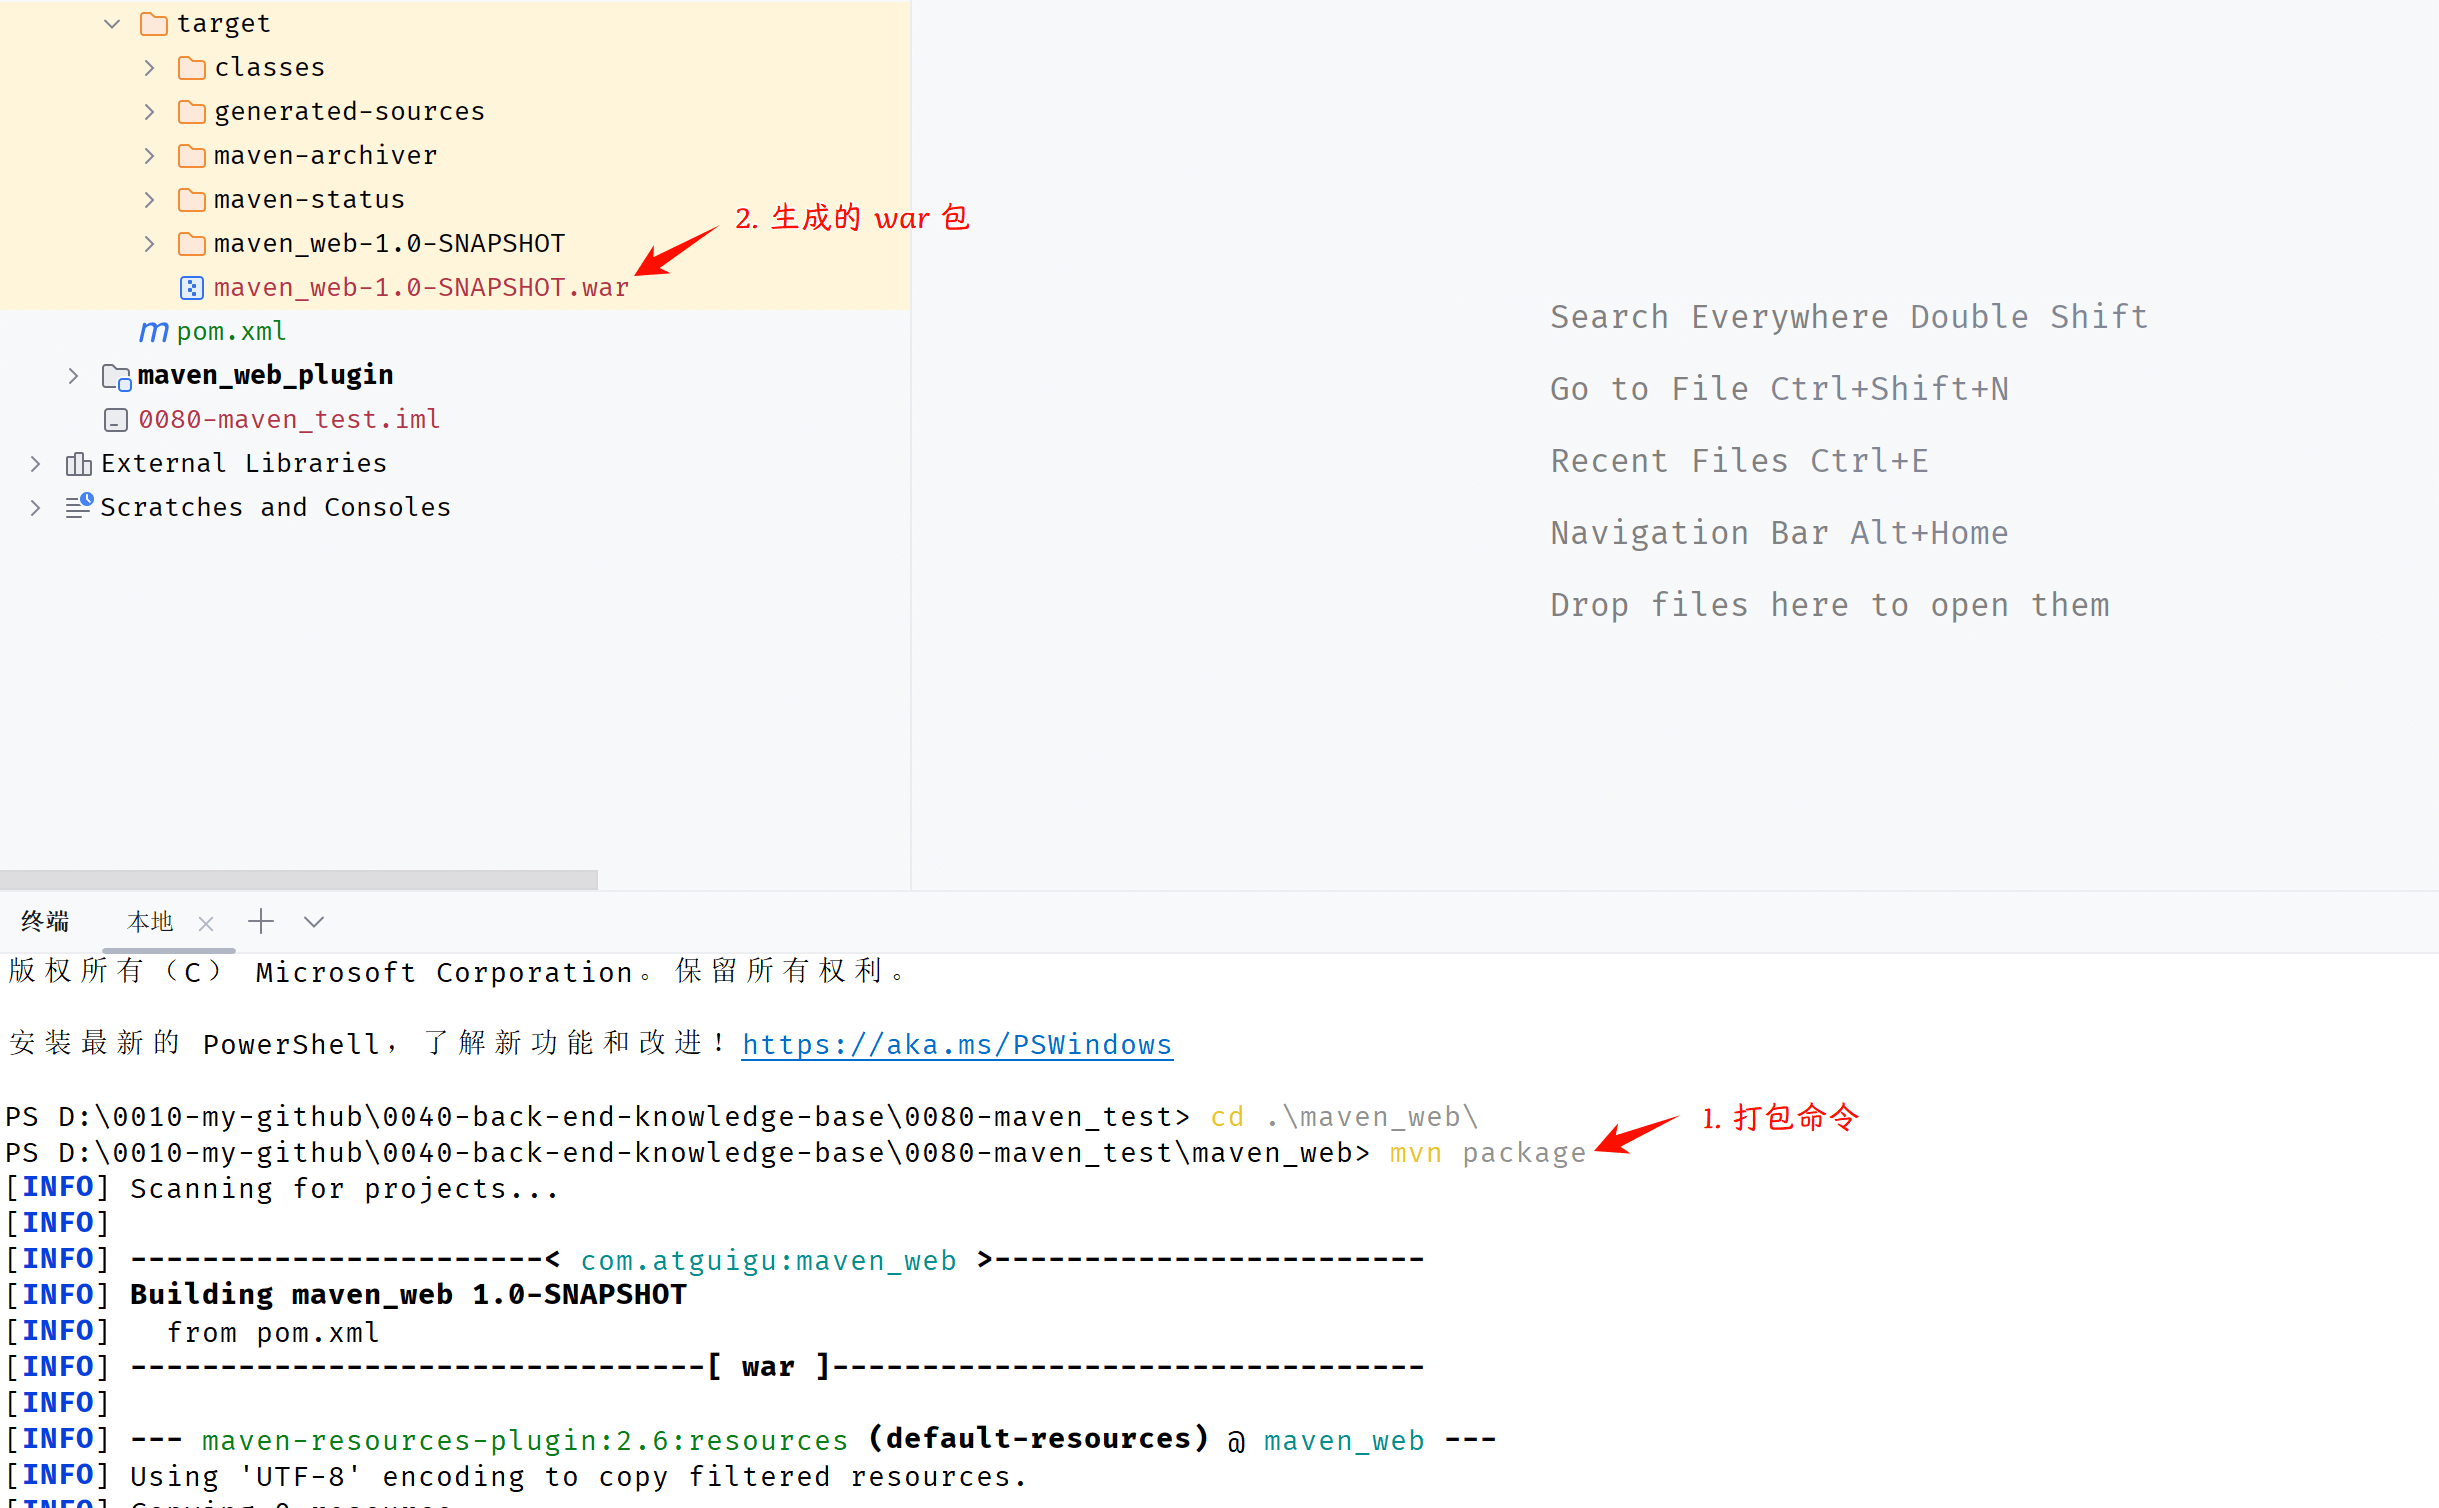 target
classes
generated-sources
maven-archiver
maven-status
2. 生成的 war 包
maven_web-1.0-SNAPSHOT
maven_web-1.0-SNAPSHOT.war
pom.xml
maven_web_plugin
0080-maven_test.iml
External Libraries
Scratches and Consoles
Search Everywhere Double Shift
Go to File Ctrl+Shift+N
Recent Files Ctrl+E
Navigation Bar Alt+Home
Drop files here to open them
终端 本地
版权所有（C） Microsoft Corporation。保留所有权利。
安装最新的 PowerShell，了解新功能和改进！https://aka.ms/PSWindows
PS D:\0010-my-github\0040-back-end-knowledge-base\0080-maven_test> cd .\maven_web\
1. 打包命令
PS D:\0010-my-github\0040-back-end-knowledge-base\0080-maven_test\maven_web> mvn package
[INFO] Scanning for projects...
[INFO]
[INFO] -----------------------< com.atguigu:maven_web >------------------------
[INFO] Building maven_web 1.0-SNAPSHOT
[INFO]   from pom.xml
[INFO] --------------------------------[ war ]---------------------------------
[INFO]
[INFO] --- maven-resources-plugin:2.6:resources (default-resources) @ maven_web ---
[INFO] Using 'UTF-8' encoding to copy filtered resources.